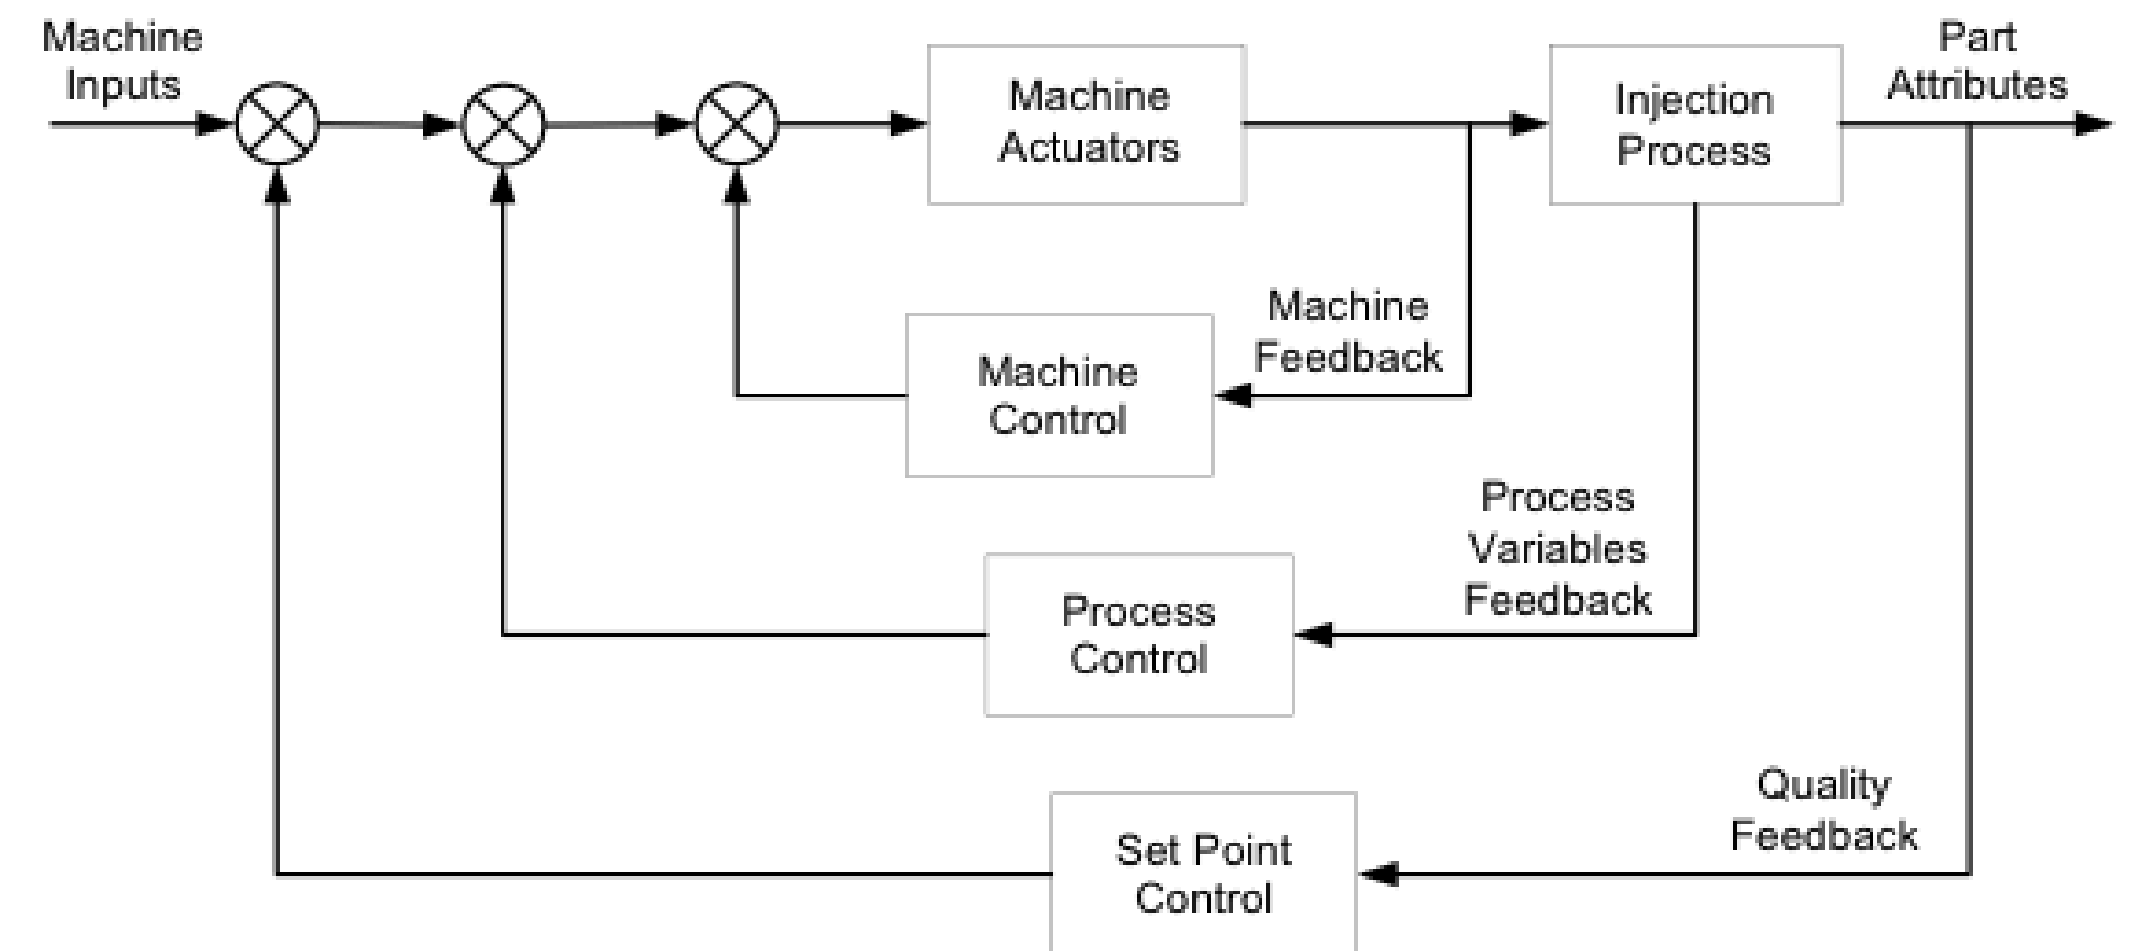 Machine
Inputs
Machine
Actuators
Injection
Process
Part
Attributes
Machine
Feedback
Machine
Control
Process
Variables
Feedback
Process
Control
Quality
Feedback
Set Point
Control